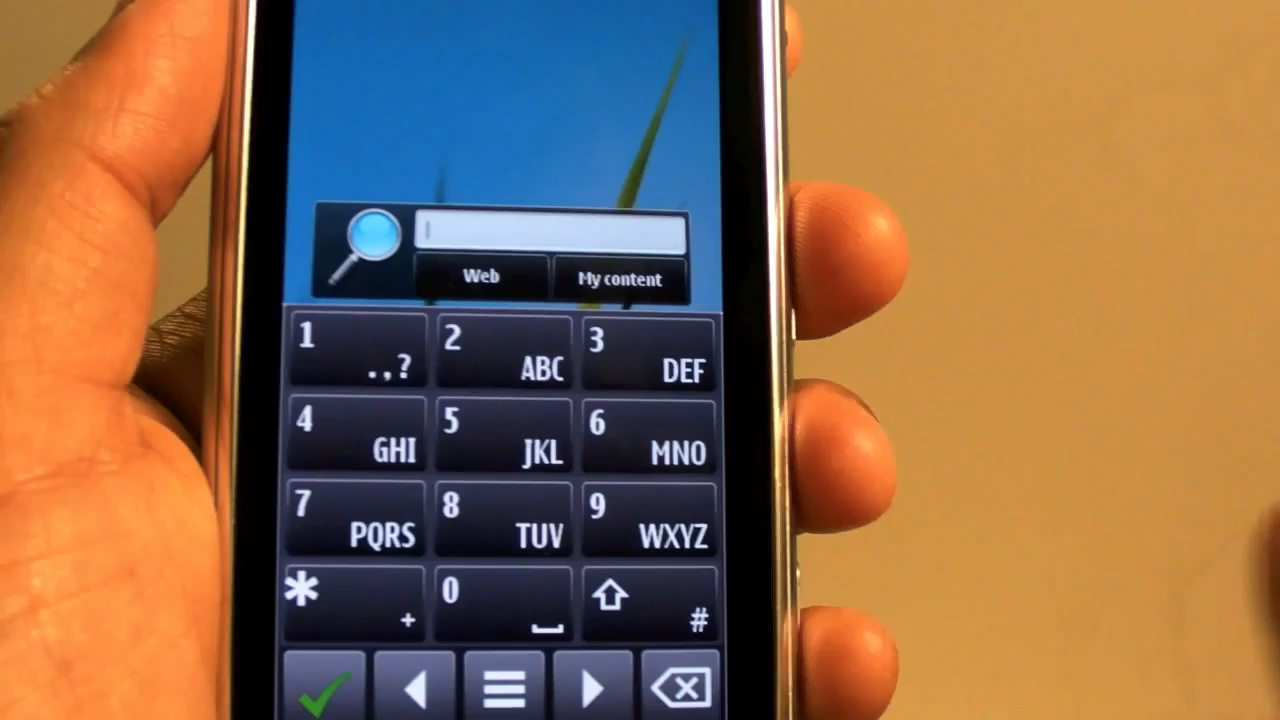 Web My content
1 .,? 2 ABC 3 DEF
4 GHI 5 JKL 6 MNO
7 PQRS 8 TUV 9 WXYZ
* + 0 #